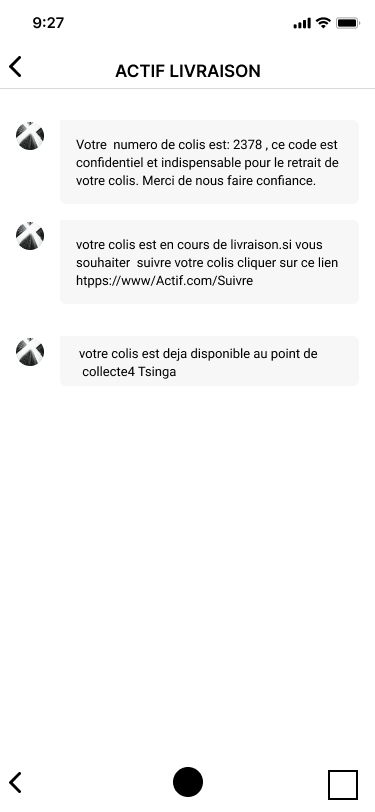 9:27
ACTIF LIVRAISON
Votre  numero de colis est: 2378 , ce code est
confidentiel et indispensable pour le retrait de
votre colis. Merci de nous faire confiance.
votre colis est en cours de livraison.si vous
souhaiter  suivre votre colis cliquer sur ce lien
htpps://www/Actif.com/Suivre
votre colis est deja disponible au point de
collecte4 Tsinga